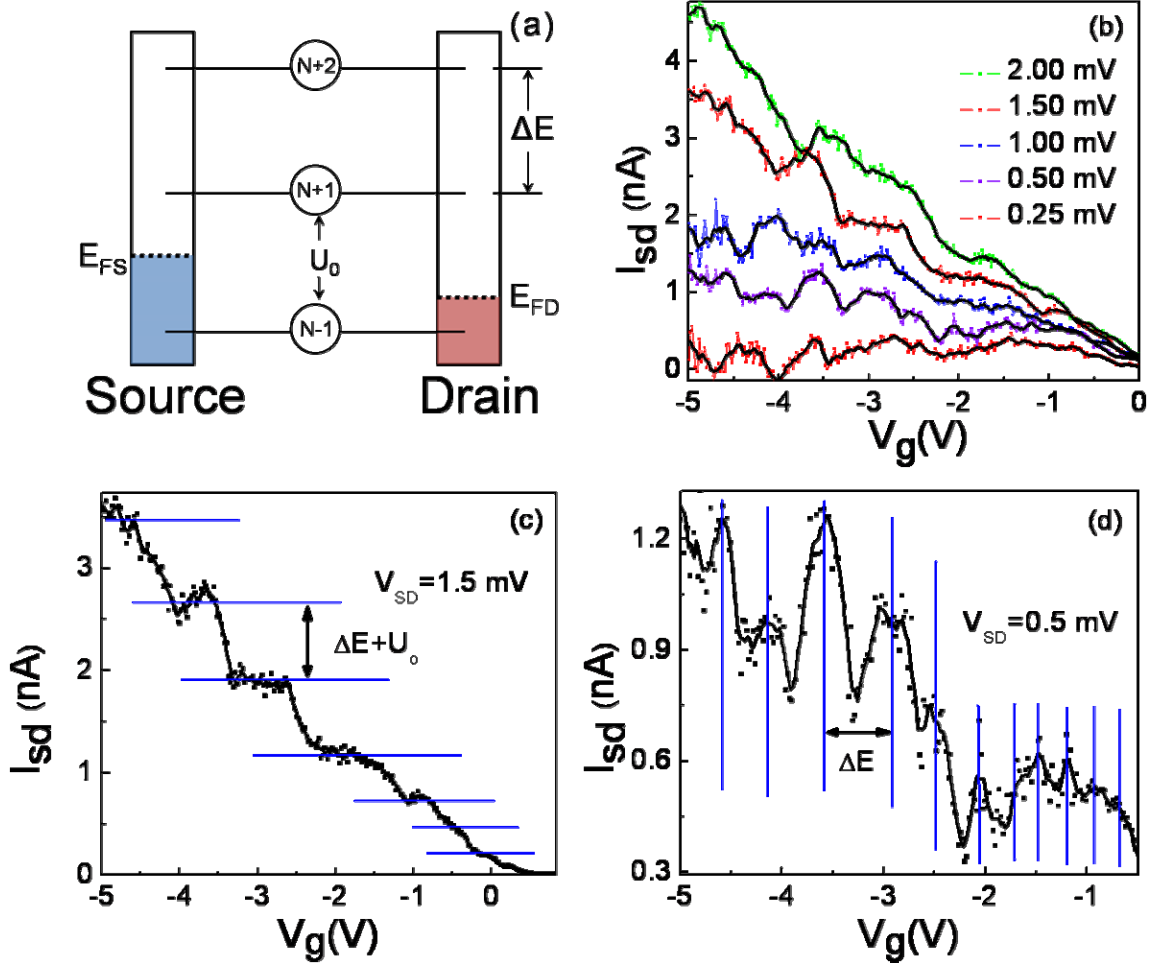 (a)
N+2
ΔE
N+1
E_FS
U₀
E_FD
N-1
Source
Drain
(b)
2.00 mV
1.50 mV
1.00 mV
0.50 mV
0.25 mV
I_sd (nA)
4
3
2
1
0
-5 -4 -3 -2 -1 0
V_g(V)
(c)
V_SD=1.5 mV
ΔE+U_o
I_sd (nA)
3
2
1
0
-5 -4 -3 -2 -1 0
V_g(V)
(d)
V_SD=0.5 mV
ΔE
I_sd (nA)
1.2
0.9
0.6
0.3
-5 -4 -3 -2 -1
V_g(V)